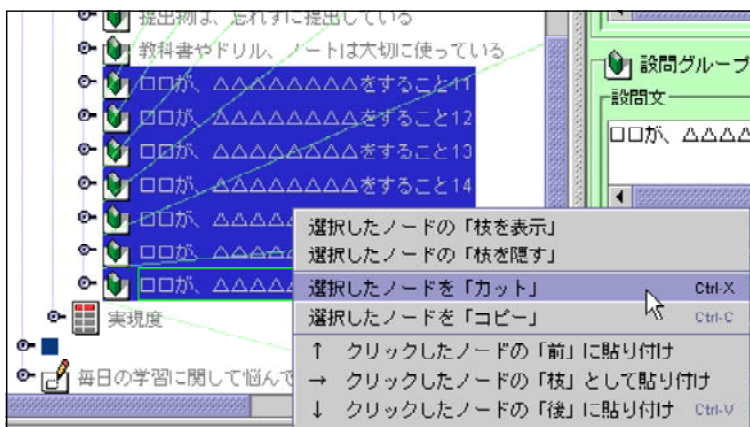 提出物は、忘れずに提出している
教科書やドリル、ノートは大切に使っている
□□が、△△△△△△△△をすること11
□□が、△△△△△△△△をすること12
□□が、△△△△△△△△をすること13
□□が、△△△△△△△△をすること14
□□が、△△△△
□□が、△△△△
□□が、△△△△
実現度
毎日の学習に関して悩んで
設問グループ
設問文
□□が、△△△△
選択したノードの「枝を表示」
選択したノードの「枝を隠す」
選択したノードを「カット」 Ctrl-X
選択したノードを「コピー」 Ctrl-C
↑ クリックしたノードの「前」に貼り付け
→ クリックしたノードの「枝」として貼り付け
↓ クリックしたノードの「後」に貼り付け Ctrl-V